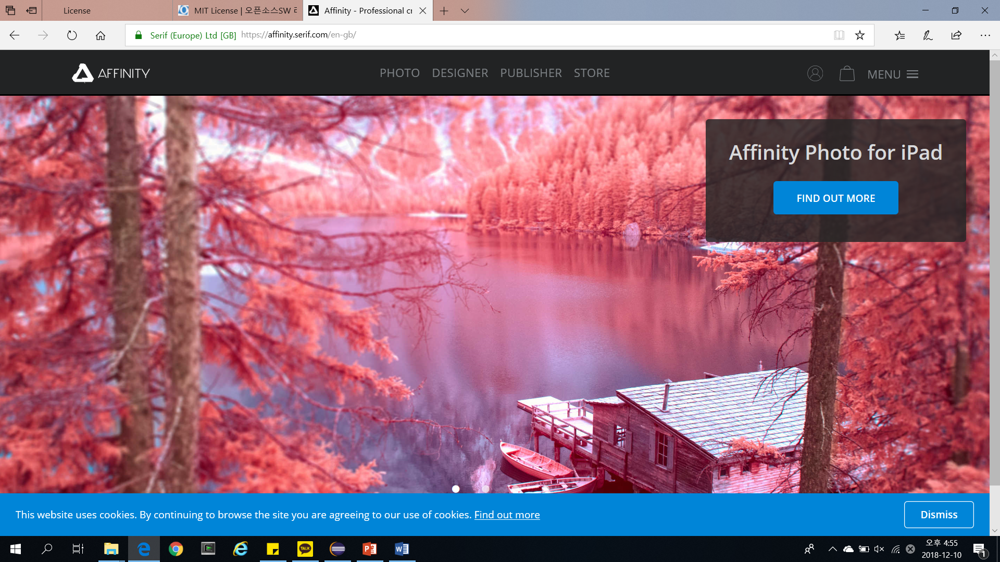 License
MIT License | 오픈소스SW
Affinity - Professional cr
Serif (Europe) Ltd [GB] https://affinity.serif.com/en-gb/
AFFINITY
PHOTO DESIGNER PUBLISHER STORE
MENU
Affinity Photo for iPad
FIND OUT MORE
This website uses cookies. By continuing to browse the site you are agreeing to our use of cookies. Find out more
Dismiss
TALK
오후 4:55
2018-12-10
1